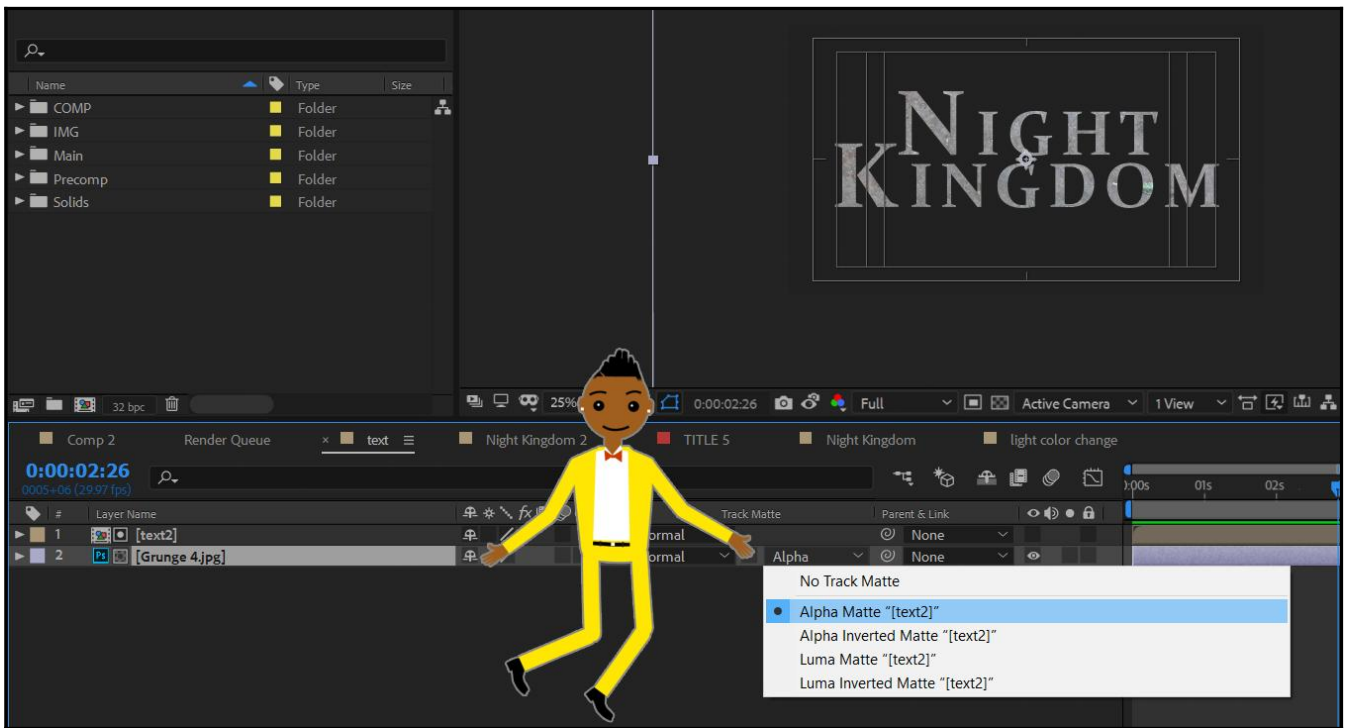 Name Type Size
COMP Folder
IMG Folder
Main Folder
Precomp Folder
Solids Folder
NIGHT
KINGDOM
32 bpc
25% 0:00:02:26 Full Active Camera 1 View
Comp 2 Render Queue × text Night Kingdom 2 TITLE 5 Night Kingdom light color change
0:00:02:26
0005+06 (29.97 fps)
:00s 01s 02s
# Layer Name fx Track Matte Parent & Link
1 [text2] ormal None
2 Ps [Grunge 4.jpg] ormal Alpha None
No Track Matte
Alpha Matte “[text2]”
Alpha Inverted Matte “[text2]”
Luma Matte “[text2]”
Luma Inverted Matte “[text2]”